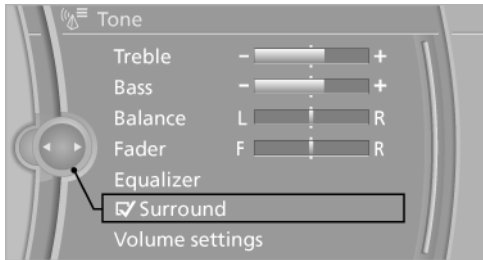 Tone
Treble - +
Bass - +
Balance L R
Fader F R
Equalizer
Surround
Volume settings